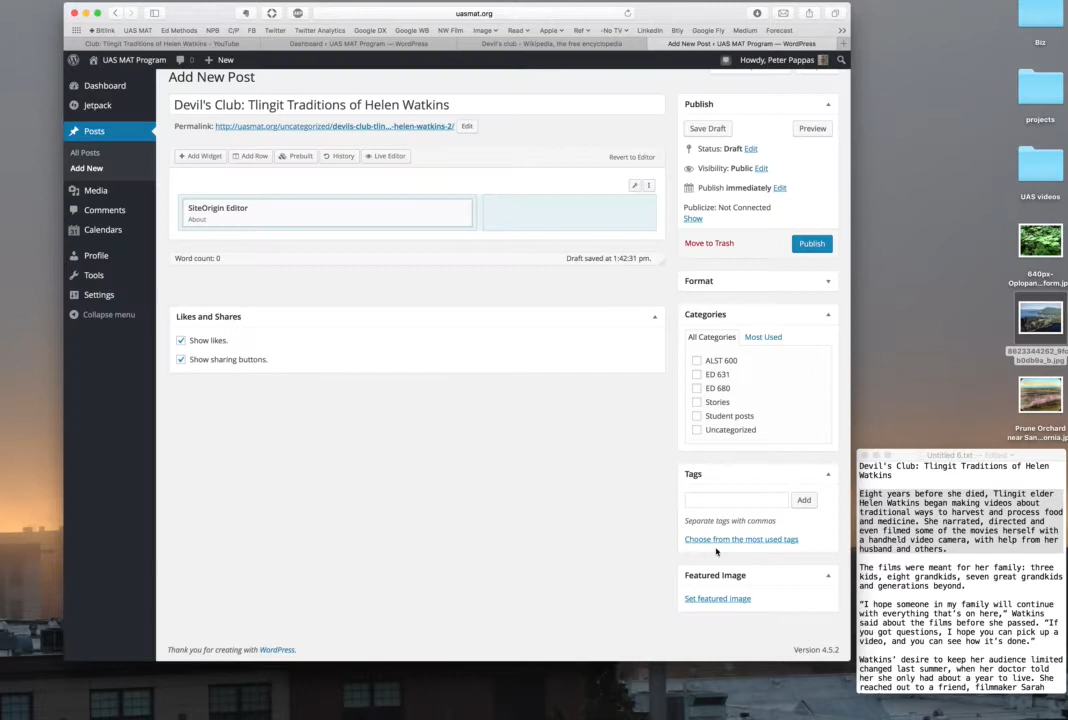 uasmat.org
Bitlink UAS MAT Ed Methods NPB C/P FB Twitter Twitter Analytics Google DX Google WB NW Film Image Read Apple Ref -No TV LinkedIn Btly Google Fly Medium Forecast
Club: Tlingit Traditions of Helen Watkins - YouTube
Dashboard ‹ UAS MAT Program — WordPress
Devil's club - Wikipedia, the free encyclopedia
Add New Post ‹ UAS MAT Program — WordPress
UAS MAT Program
0
+ New
Howdy, Peter Pappas
Dashboard
Jetpack
Posts
All Posts
Add New
Media
Comments
Calendars
Profile
Tools
Settings
Collapse menu
Add New Post
Devil's Club: Tlingit Traditions of Helen Watkins
Permalink: http://uasmat.org/uncategorized/devils-club-tlin...-helen-watkins-2/ Edit
+ Add Widget
Add Row
Prebuilt
History
Live Editor
Revert to Editor
SiteOrigin Editor
About
Word count: 0
Draft saved at 1:42:31 pm.
Likes and Shares
Show likes.
Show sharing buttons.
Thank you for creating with WordPress.
Version 4.5.2
Publish
Save Draft
Preview
Status: Draft Edit
Visibility: Public Edit
Publish immediately Edit
Publicize: Not Connected
Show
Move to Trash
Publish
Format
Categories
All Categories Most Used
ALST 600
ED 631
ED 680
Stories
Student posts
Uncategorized
Tags
Add
Separate tags with commas
Choose from the most used tags
Featured Image
Set featured image
Biz
projects
UAS videos
640px-
Oplopan...form.jp
8623344262_9fc
b0db9a_b.jpg
Prune Orchard
near San...ornia.jp
Untitled 6.txt — Edited
Devil's Club: Tlingit Traditions of Helen
Watkins
Eight years before she died, Tlingit elder
Helen Watkins began making videos about
traditional ways to harvest and process food
and medicine. She narrated, directed and
even filmed some of the movies herself with
a handheld video camera, with help from her
husband and others.
The films were meant for her family: three
kids, eight grandkids, seven great grandkids
and generations beyond.
“I hope someone in my family will continue
with everything that’s on here,” Watkins
said about the films before she passed. “If
you got questions, I hope you can pick up a
video, and you can see how it’s done.”
Watkins’ desire to keep her audience limited
changed last summer, when her doctor told
her she only had about a year to live. She
reached out to a friend, filmmaker Sarah